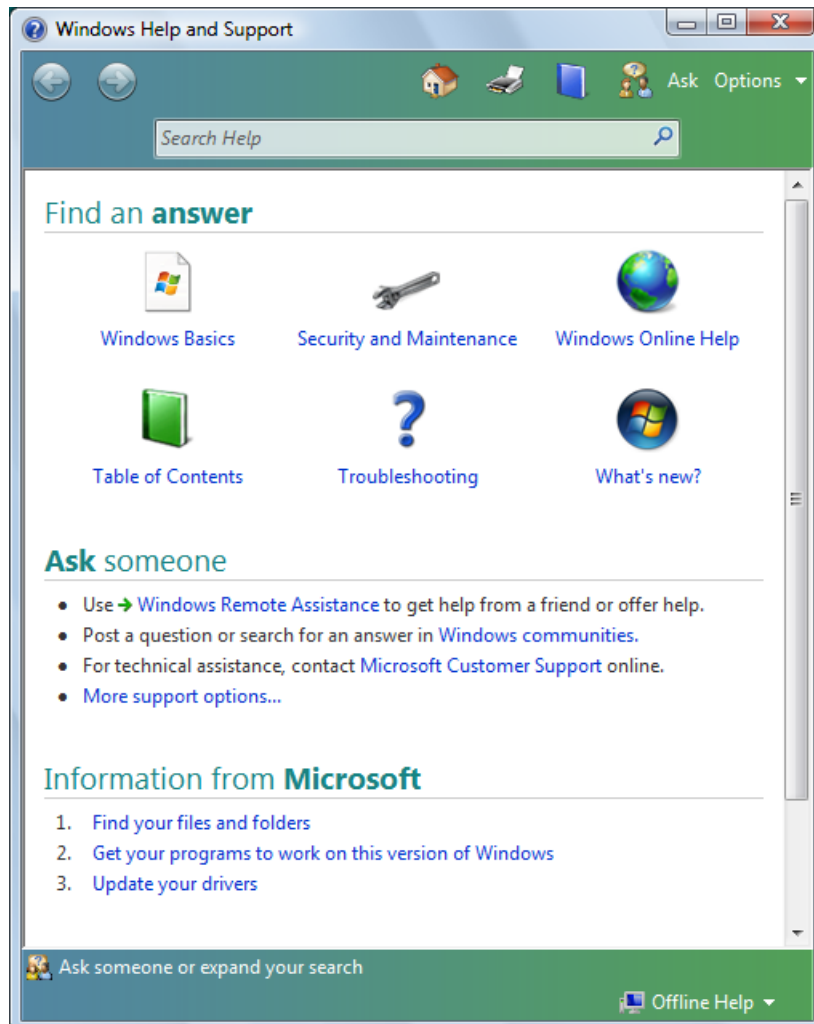 Windows Help and Support
Ask Options
Search Help
Find an answer
Windows Basics Security and Maintenance Windows Online Help
Table of Contents Troubleshooting What's new?
Ask someone
• Use Windows Remote Assistance to get help from a friend or offer help.
• Post a question or search for an answer in Windows communities.
• For technical assistance, contact Microsoft Customer Support online.
• More support options...
Information from Microsoft
1. Find your files and folders
2. Get your programs to work on this version of Windows
3. Update your drivers
Ask someone or expand your search
Offline Help